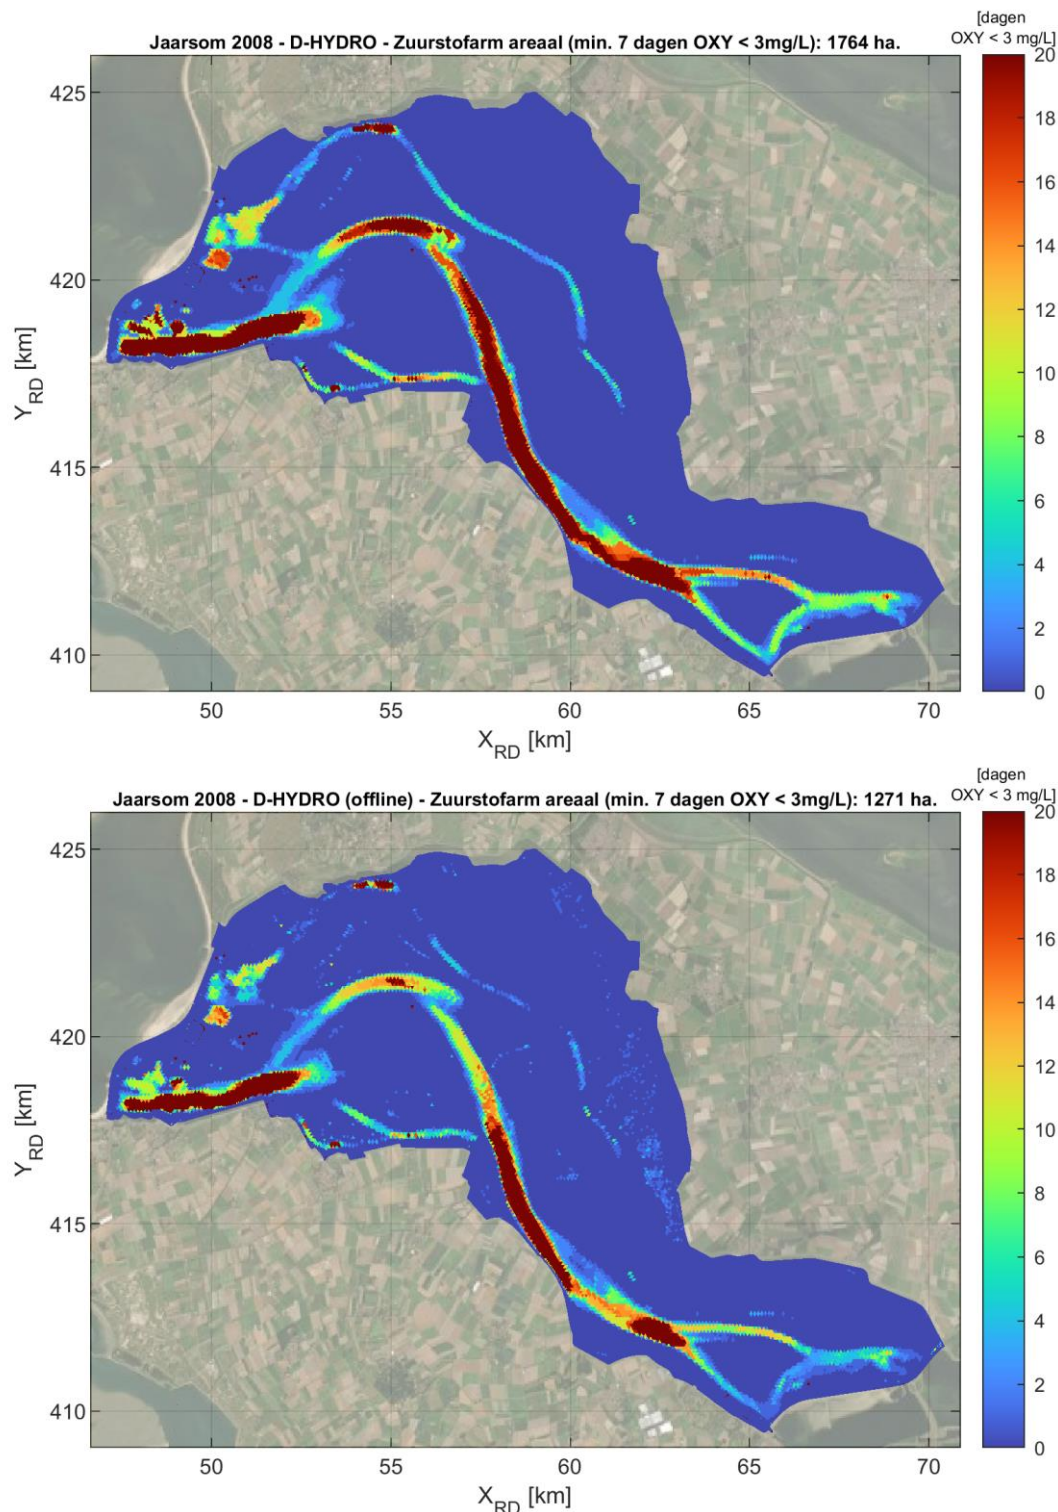 [dagen
OXY < 3 mg/L]
Jaarsom 2008 - D-HYDRO - Zuurstofarm areaal (min. 7 dagen OXY < 3mg/L): 1764 ha.
425
420
415
410
Y_RD [km]
50 55 60 65 70
X_RD [km]
20
18
16
14
12
10
8
6
4
2
0
[dagen
OXY < 3 mg/L]
Jaarsom 2008 - D-HYDRO (offline) - Zuurstofarm areaal (min. 7 dagen OXY < 3mg/L): 1271 ha.
425
420
415
410
Y_RD [km]
50 55 60 65 70
X_RD [km]
20
18
16
14
12
10
8
6
4
2
0